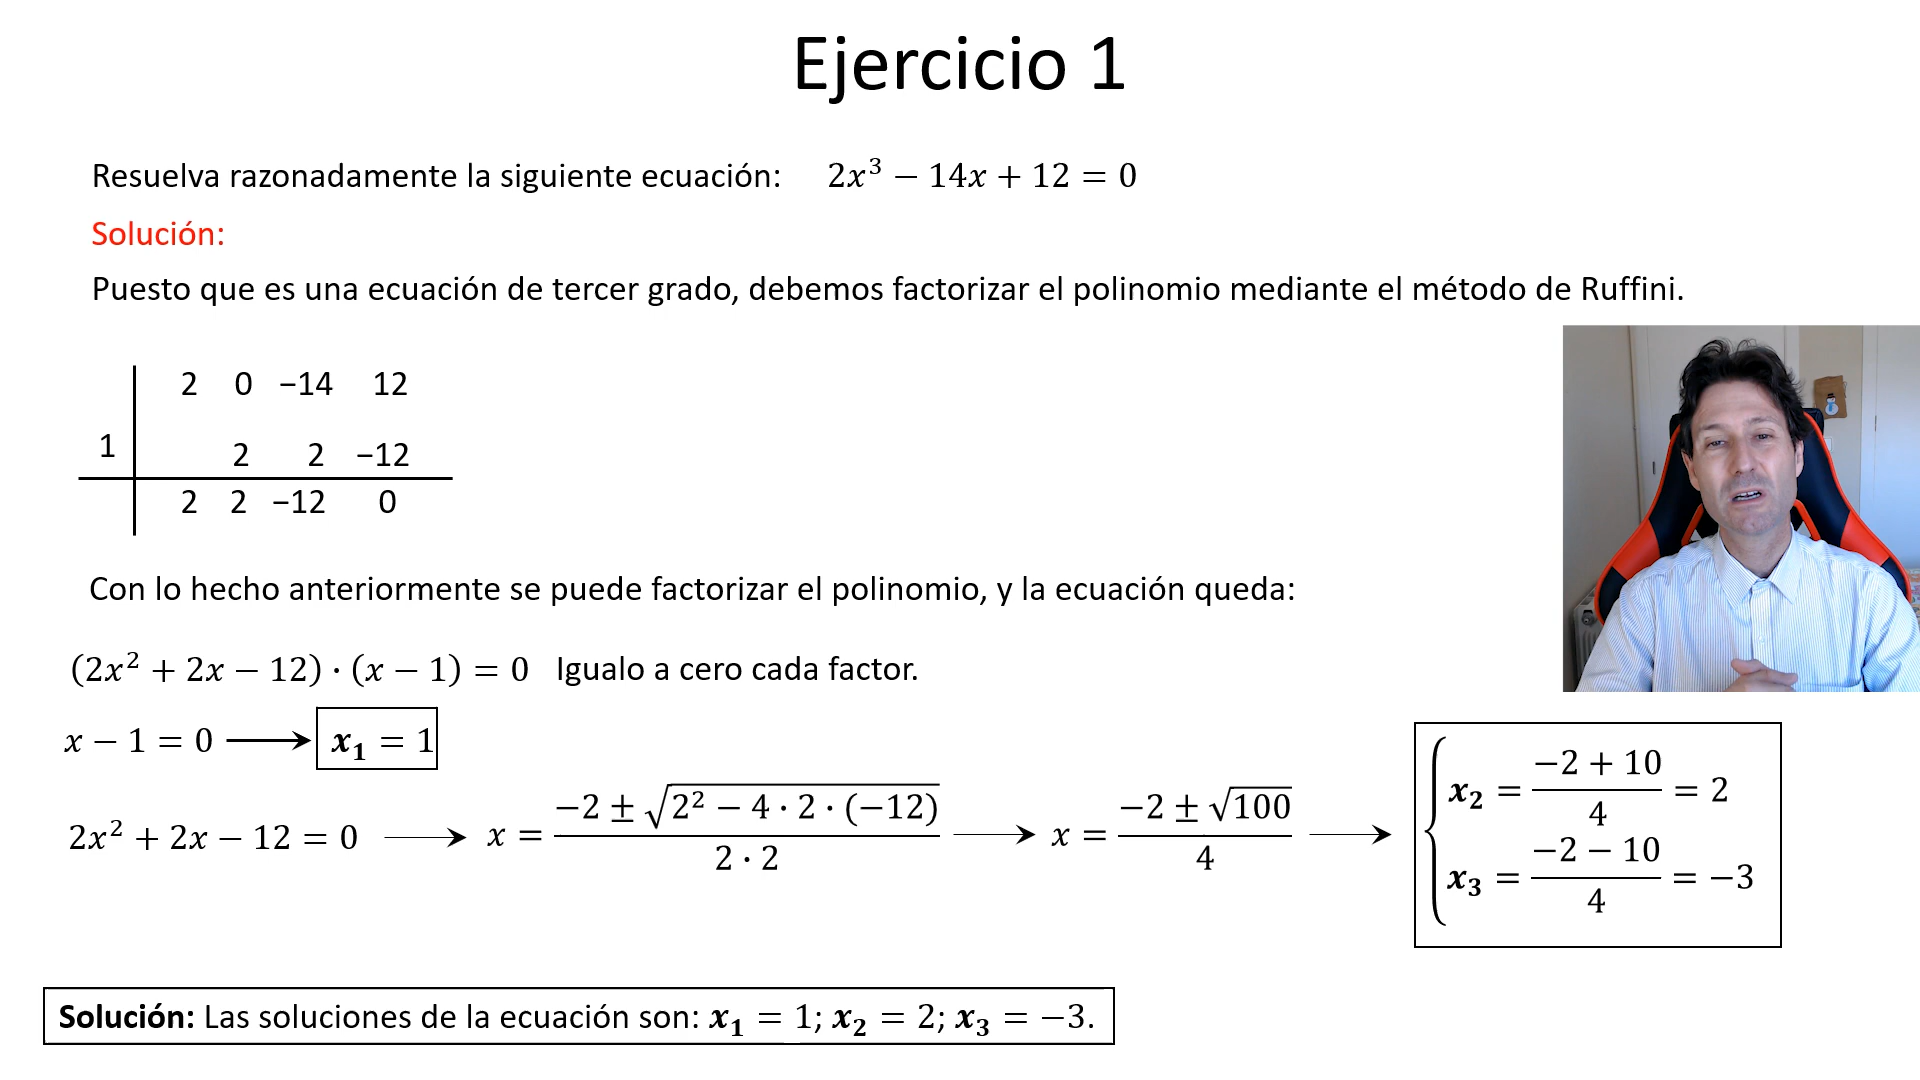 Ejercicio 1
Resuelva razonadamente la siguiente ecuación: 2x³ − 14x + 12 = 0
Solución:
Puesto que es una ecuación de tercer grado, debemos factorizar el polinomio mediante el método de Ruffini.
2 0 −14 12
1 2 2 −12
2 2 −12 0
Con lo hecho anteriormente se puede factorizar el polinomio, y la ecuación queda:
(2x² + 2x − 12) · (x − 1) = 0 Igualo a cero cada factor.
x − 1 = 0 ⟶ x₁ = 1
2x² + 2x − 12 = 0 ⟶ x = (−2 ± √(2² − 4 · 2 · (−12))) / (2 · 2) ⟶ x = (−2 ± √100) / 4 ⟶ { x₂ = (−2 + 10) / 4 = 2
x₃ = (−2 − 10) / 4 = −3
Solución: Las soluciones de la ecuación son: x₁ = 1; x₂ = 2; x₃ = −3.